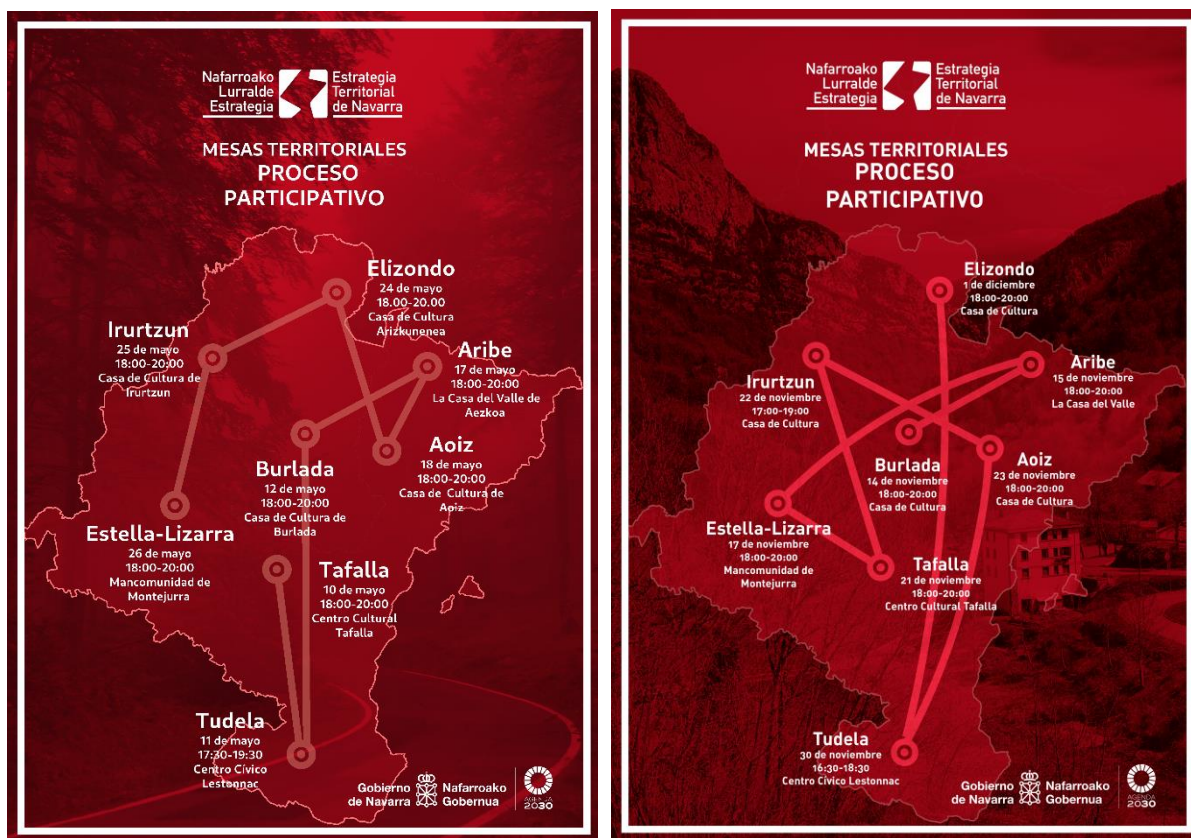 Nafarroako
Lurralde
Estrategia
Estrategia
Territorial
de Navarra
MESAS TERRITORIALES
PROCESO
PARTICIPATIVO
Elizondo
24 de mayo
18.00-20.00
Casa de Cultura
Arizkunenea
Irurtzun
25 de mayo
18:00-20:00
Casa de Cultura de
Irurtzun
Aribe
17 de mayo
18:00-20:00
La Casa del Valle de
Aezkoa
Aoiz
18 de mayo
18:00-20:00
Casa de Cultura de
Aoiz
Burlada
12 de mayo
18:00-20:00
Casa de Cultura de
Burlada
Estella-Lizarra
26 de mayo
18:00-20:00
Mancomunidad de
Montejurra
Tafalla
10 de mayo
18:00-20:00
Centro Cultural
Tafalla
Tudela
11 de mayo
17:30-19:30
Centro Cívico
Lestonnac
Gobierno
de Navarra
Nafarroako
Gobernua
AGENDA
2030
Nafarroako
Lurralde
Estrategia
Estrategia
Territorial
de Navarra
MESAS TERRITORIALES
PROCESO
PARTICIPATIVO
Elizondo
1 de diciembre
18:00-20:00
Casa de Cultura
Irurtzun
22 de noviembre
17:00-19:00
Casa de Cultura
Aribe
15 de noviembre
18:00-20:00
La Casa del Valle
Burlada
14 de noviembre
18:00-20:00
Casa de Cultura
Aoiz
23 de noviembre
18:00-20:00
Casa de Cultura
Estella-Lizarra
17 de noviembre
18:00-20:00
Mancomunidad de
Montejurra
Tafalla
21 de noviembre
18:00-20:00
Centro Cultural Tafalla
Tudela
30 de noviembre
16:30-18:30
Centro Cívico Lestonnac
Gobierno
de Navarra
Nafarroako
Gobernua
AGENDA
2030